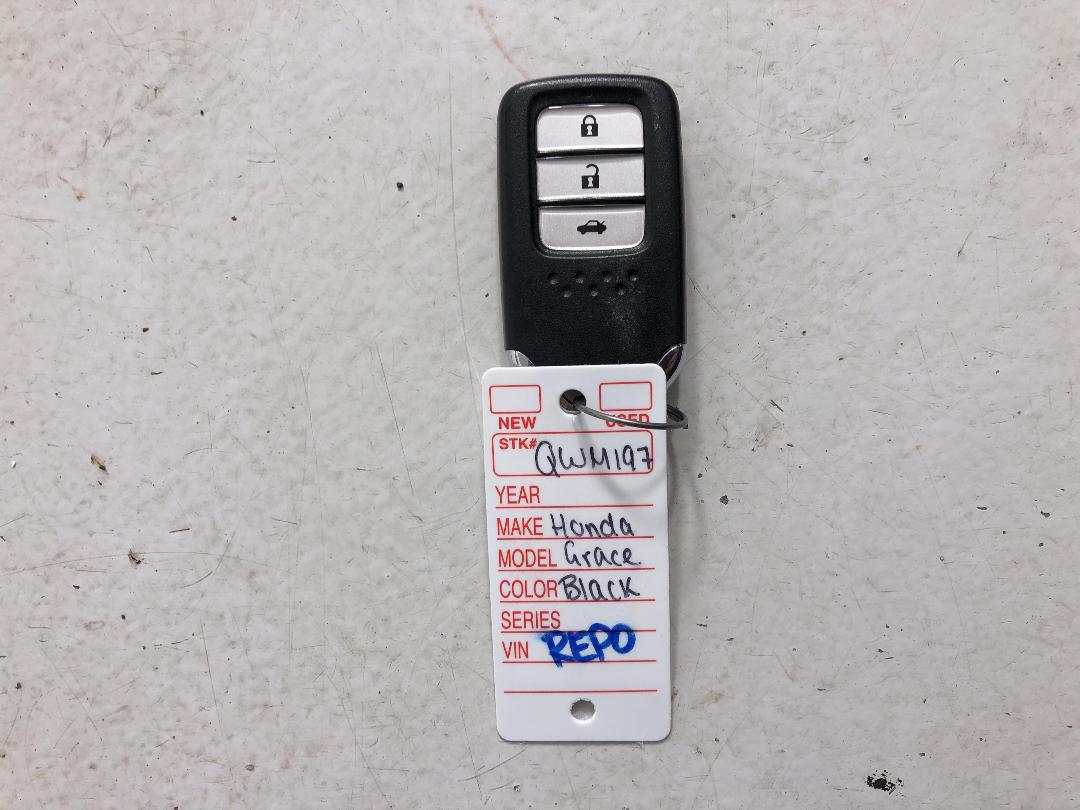 NEW USED
STK# QWM197
YEAR
MAKE Honda
MODEL Grace
COLOR Black
SERIES
VIN REPO